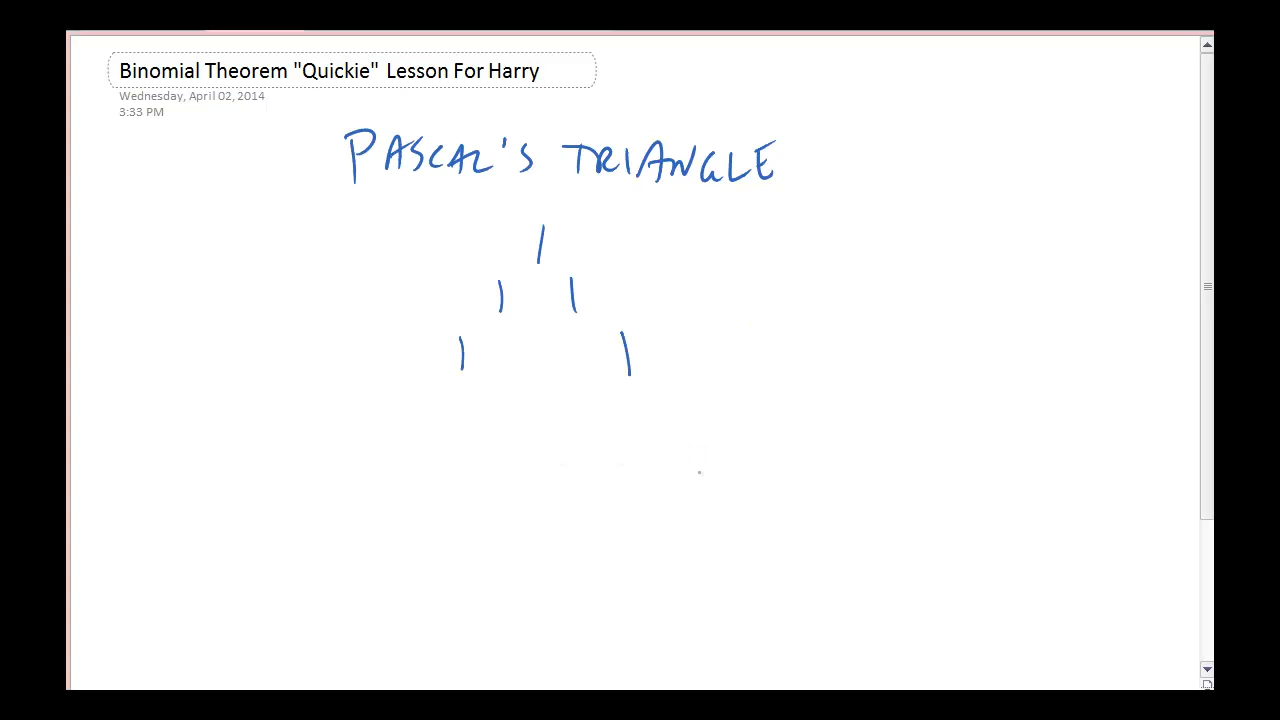 Binomial Theorem "Quickie" Lesson For Harry
Wednesday, April 02, 2014
3:33 PM
PASCAL'S TRIANGLE
1
1 1
1 1